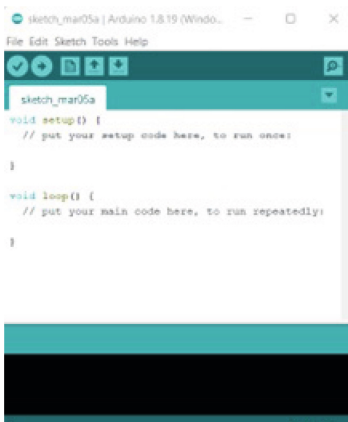 sketch_mar05a | Arduino 1.8.19 (Windo...
File Edit Sketch Tools Help
sketch_mar05a
void setup() {
// put your setup code here, to run once:
}
void loop() {
// put your main code here, to run repeatedly:
}